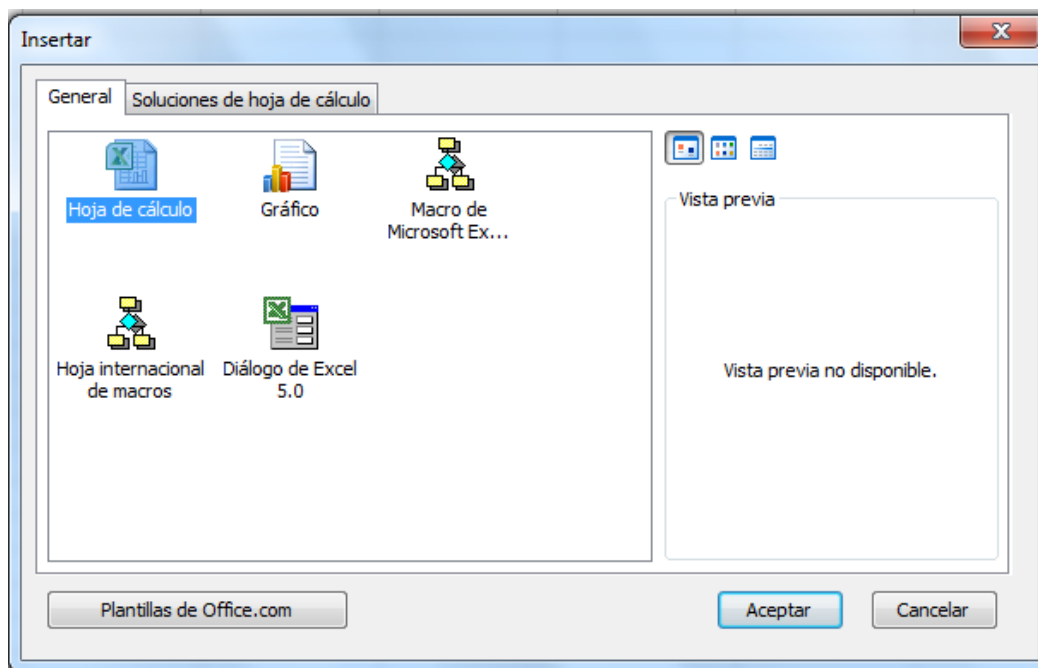 Insertar
General
Soluciones de hoja de cálculo
Hoja de cálculo
Gráfico
Macro de
Microsoft Ex...
Hoja internacional
de macros
Diálogo de Excel
5.0
Vista previa
Vista previa no disponible.
Plantillas de Office.com
Aceptar
Cancelar